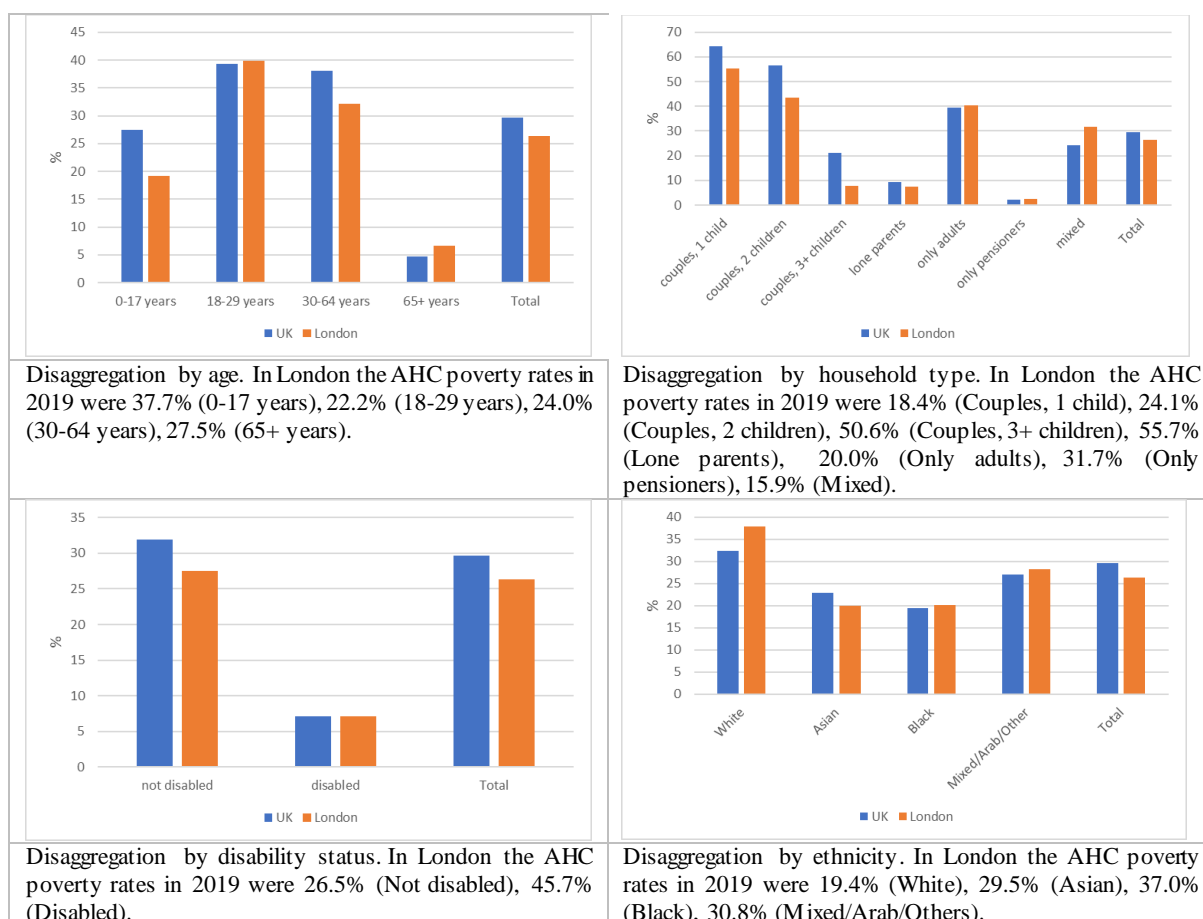 45
40
35
30
25
20
15
10
5
0
%
0-17 years 18-29 years 30-64 years 65+ years Total
UK London
Disaggregation by age. In London the AHC poverty rates in
2019 were 37.7% (0-17 years), 22.2% (18-29 years), 24.0%
(30-64 years), 27.5% (65+ years).
70
60
50
40
30
20
10
0
%
couples, 1 child
couples, 2 children
couples, 3+ children
lone parents
only adults
only pensioners
mixed
Total
UK London
Disaggregation by household type. In London the AHC
poverty rates in 2019 were 18.4% (Couples, 1 child), 24.1%
(Couples, 2 children), 50.6% (Couples, 3+ children), 55.7%
(Lone parents), 20.0% (Only adults), 31.7% (Only
pensioners), 15.9% (Mixed).
35
30
25
20
15
10
5
0
%
not disabled disabled Total
UK London
Disaggregation by disability status. In London the AHC
poverty rates in 2019 were 26.5% (Not disabled), 45.7%
(Disabled).
40
35
30
25
20
15
10
5
0
%
White
Asian
Black
Mixed/Arab/Other
Total
UK London
Disaggregation by ethnicity. In London the AHC poverty
rates in 2019 were 19.4% (White), 29.5% (Asian), 37.0%
(Black), 30.8% (Mixed/Arab/Others).